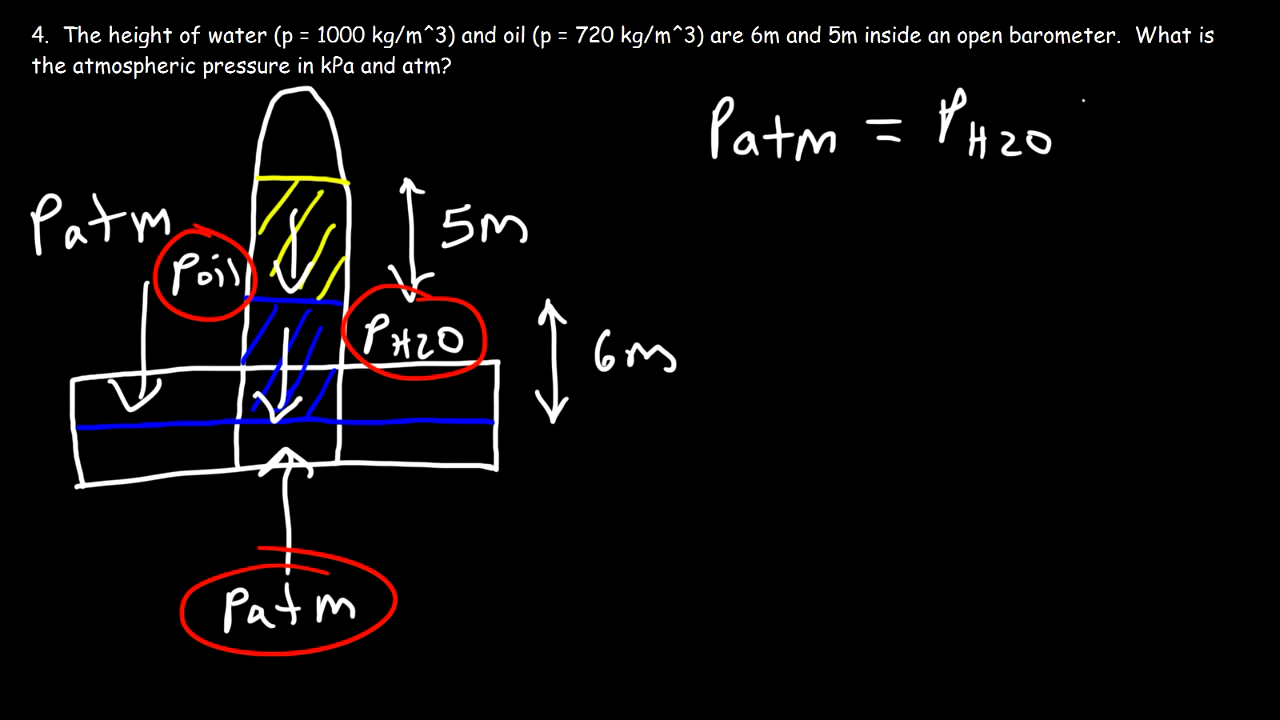 4. The height of water (p = 1000 kg/m^3) and oil (p = 720 kg/m^3) are 6m and 5m inside an open barometer. What is
the atmospheric pressure in kPa and atm?
Patm = PH2O
Patm
5m
Poil
PH2O
6m
Patm